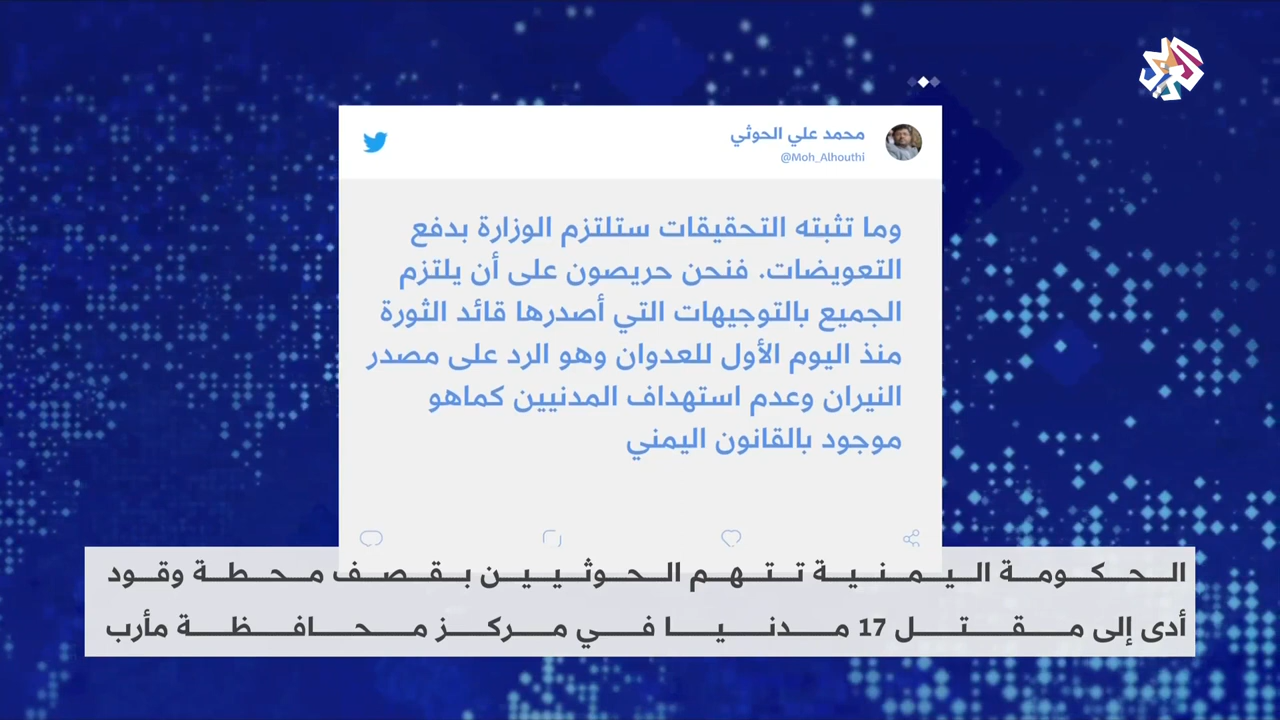 محمد علي الحوثي
@Moh_Alhouthi
وما تثبته التحقيقات ستلتزم الوزارة بدفع
التعويضات. فنحن حريصون على أن يلتزم
الجميع بالتوجيهات التي أصدرها قائد الثورة
منذ اليوم الأول للعدوان وهو الرد على مصدر
النيران وعدم استهداف المدنيين كماهو
موجود بالقانون اليمني
الحكومة اليمنية تتهم الحوثيين بقصف محطة وقود
أدى إلى مقتل 17 مدنيا في مركز محافظة مأرب